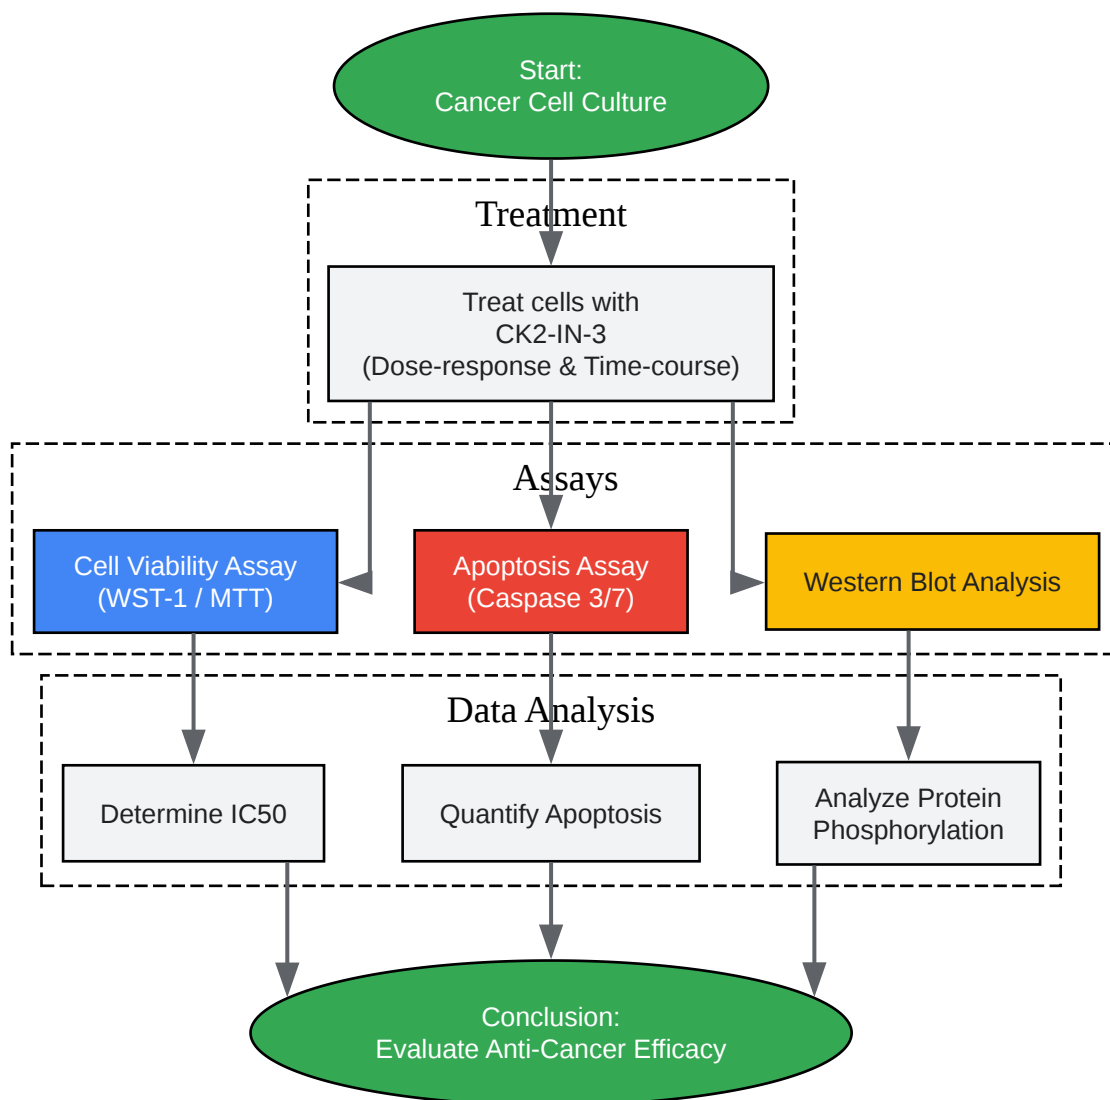 Start:
Cancer Cell Culture
Treatment
Treat cells with
CK2-IN-3
(Dose-response & Time-course)
Assays
Cell Viability Assay
(WST-1 / MTT)
Apoptosis Assay
(Caspase 3/7)
Western Blot Analysis
Data Analysis
Determine IC50
Quantify Apoptosis
Analyze Protein
Phosphorylation
Conclusion:
Evaluate Anti-Cancer Efficacy